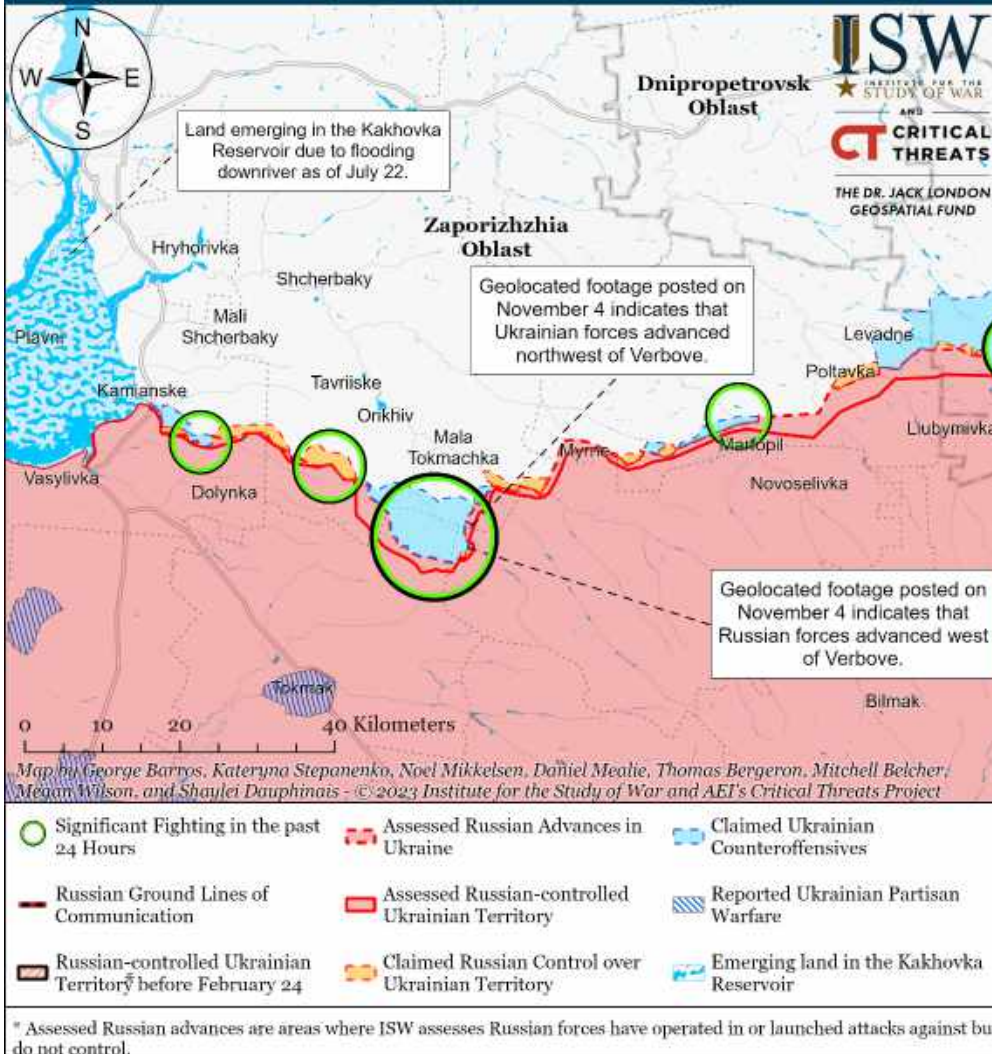 N
W E
S
ISW
INSTITUTE FOR THE
STUDY OF WAR
AND
CT CRITICAL
THREATS
THE DR. JACK LONDON
GEOSPATIAL FUND
Dnipropetrovsk
Oblast
Land emerging in the Kakhovka
Reservoir due to flooding
downriver as of July 22.
Zaporizhzhia
Oblast
Hryhorivka
Shcherbaky
Geolocated footage posted on
November 4 indicates that
Ukrainian forces advanced
northwest of Verbove.
Mali
Shcherbaky
Plavni
Levadne
Poltavka
Kamianske
Tavriiske
Orikhiv
Mala
Tokmachka
Myrne
Marfopil
Liubymivka
Vasylivka
Dolynka
Novoselivka
Geolocated footage posted on
November 4 indicates that
Russian forces advanced west
of Verbove.
Tokmak
Bilmak
0 10 20 40 Kilometers
Map by George Barros, Kateryna Stepanenko, Noel Mikkelsen, Daniel Mealie, Thomas Bergeron, Mitchell Belcher,
Megan Wilson, and Shaylei Dauphinais - © 2023 Institute for the Study of War and AEI's Critical Threats Project
Significant Fighting in the past
24 Hours
Assessed Russian Advances in
Ukraine
Claimed Ukrainian
Counteroffensives
Russian Ground Lines of
Communication
Assessed Russian-controlled
Ukrainian Territory
Reported Ukrainian Partisan
Warfare
Russian-controlled Ukrainian
Territory before February 24
Claimed Russian Control over
Ukrainian Territory
Emerging land in the Kakhovka
Reservoir
* Assessed Russian advances are areas where ISW assesses Russian forces have operated in or launched attacks against bu
do not control.